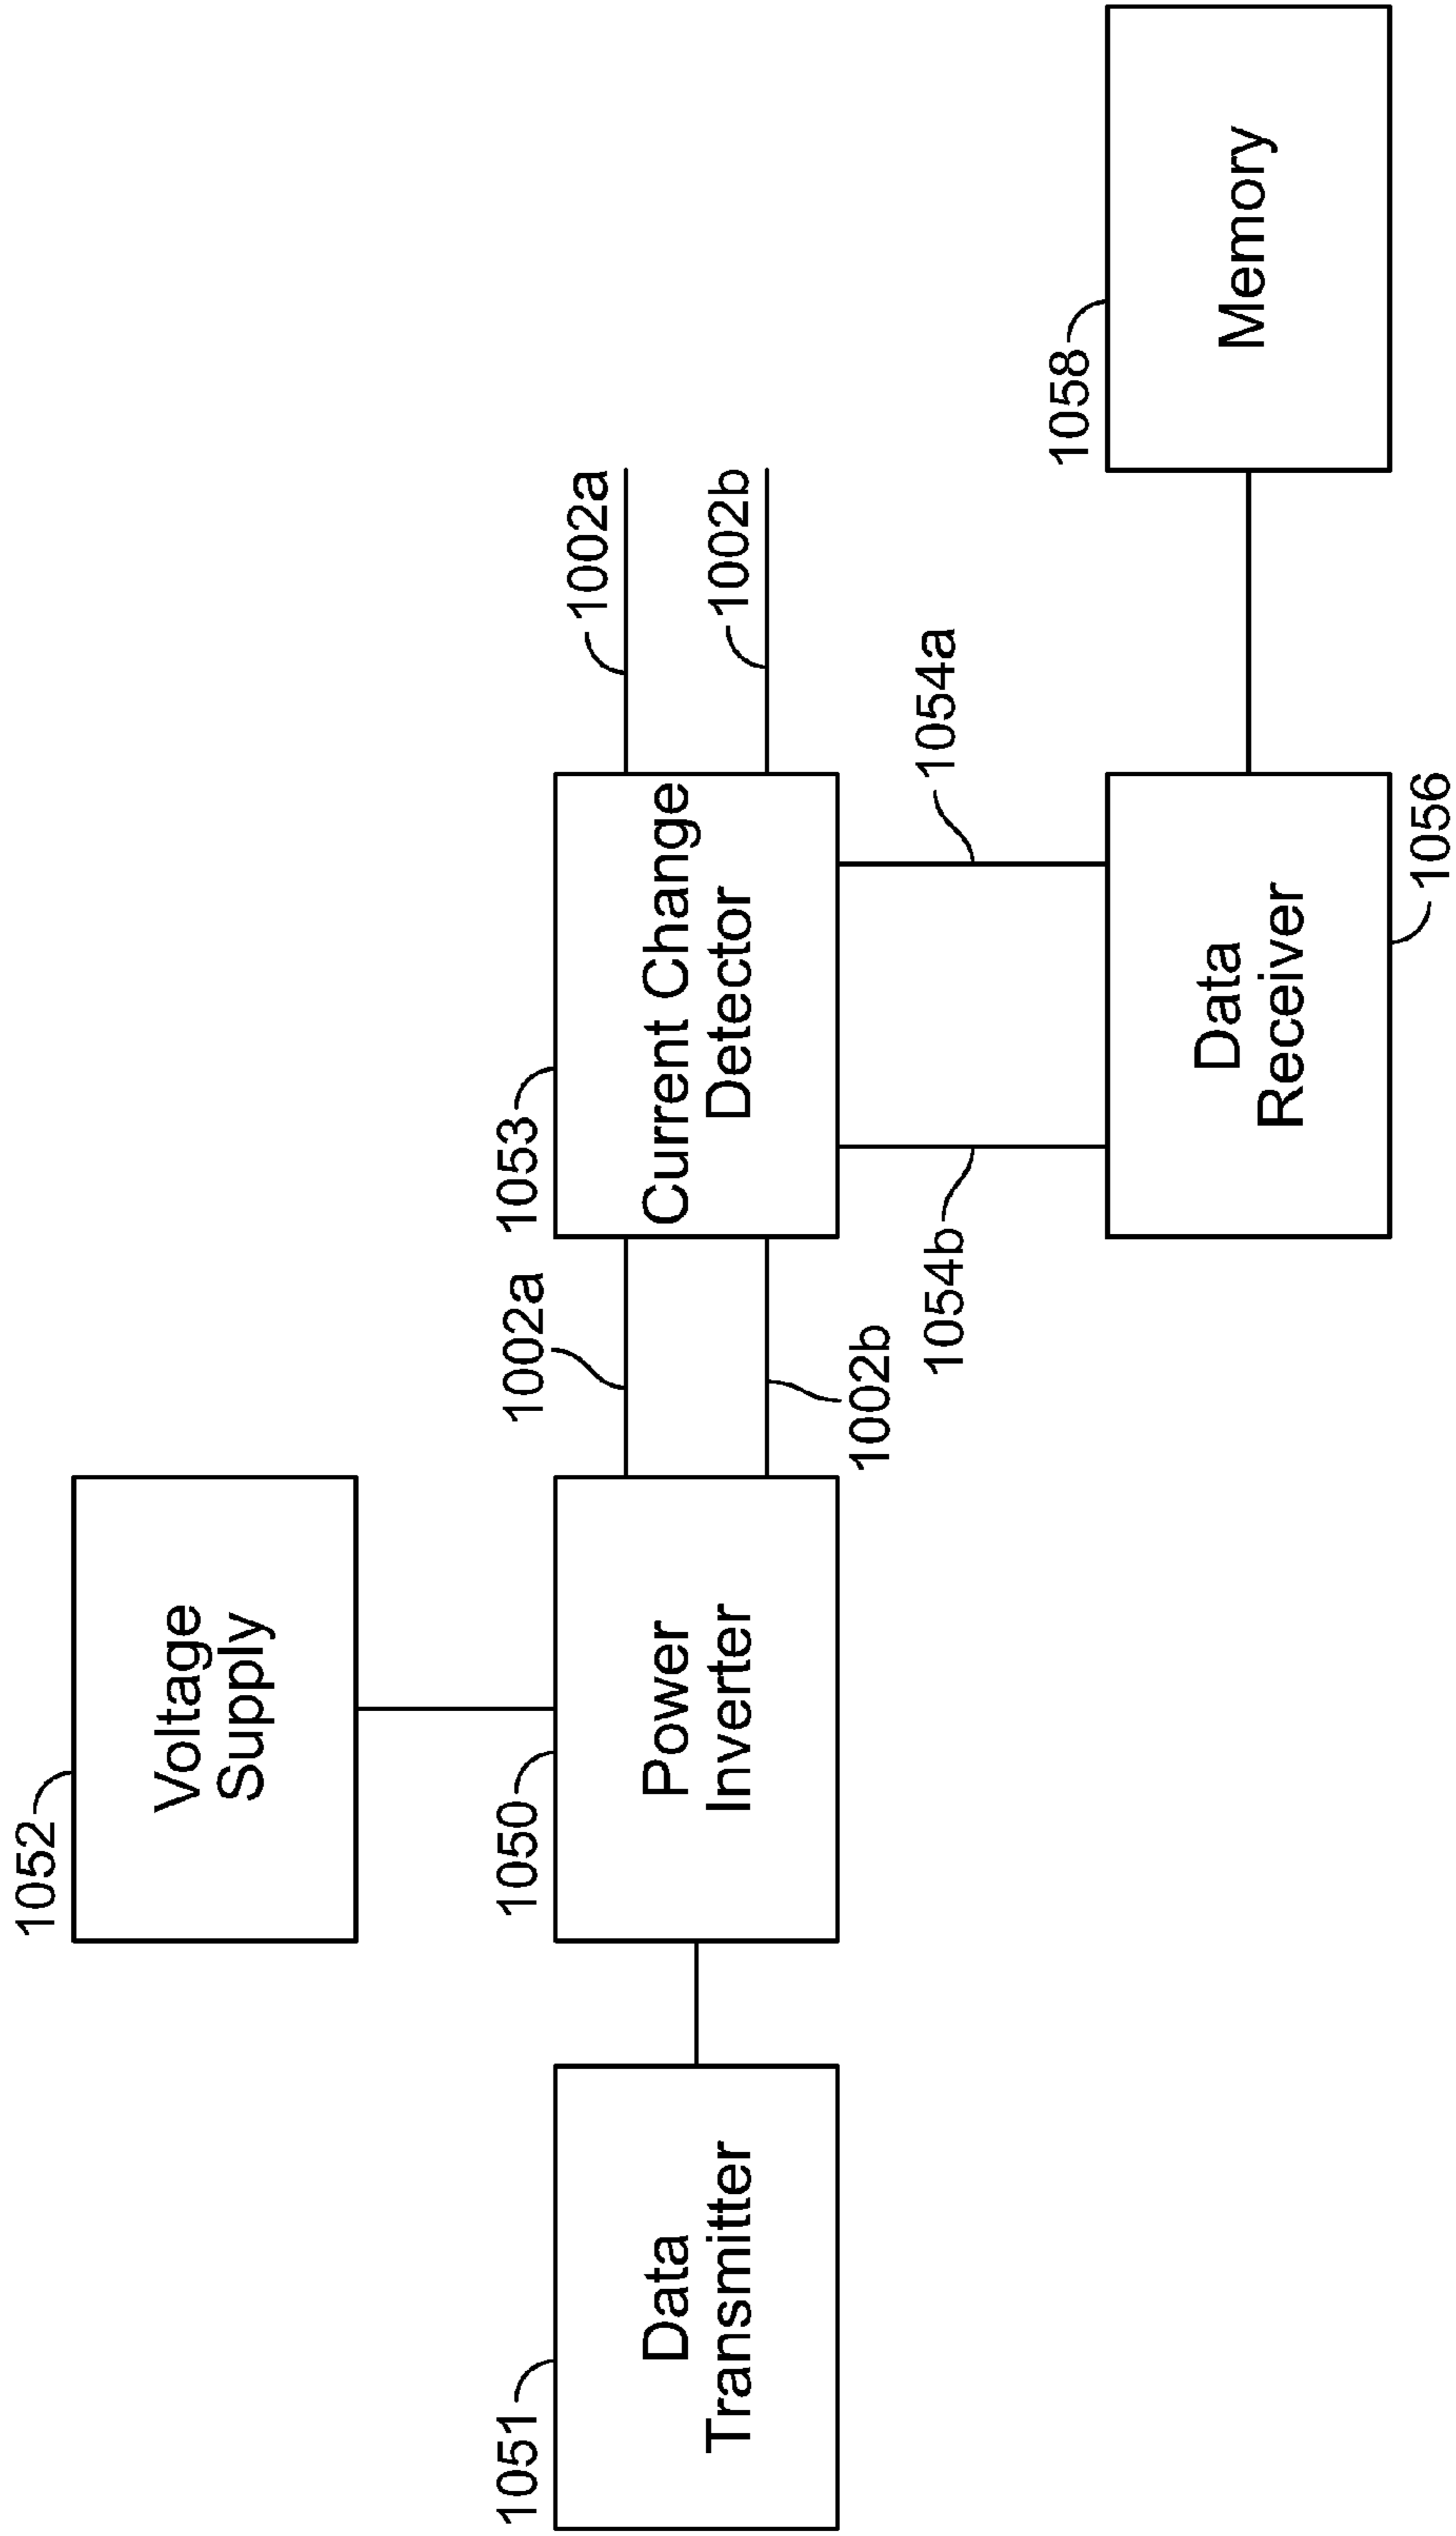 1052
Voltage
Supply
1051
Data
Transmitter
1050
Power
Inverter
1002a
1002b
1053
Current Change
Detector
1002a
1002b
1054b
1054a
Data
Receiver
1056
1058
Memory